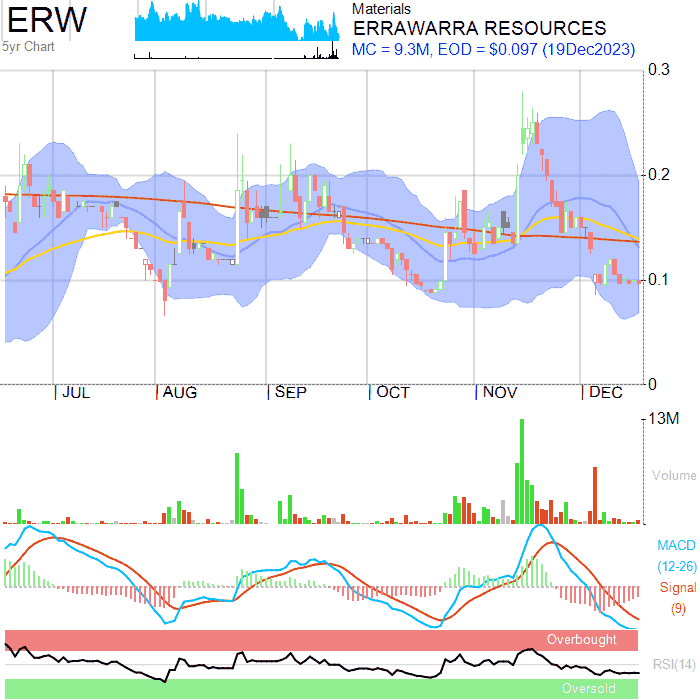 ERW
5yr Chart
Materials
ERRAWARRA RESOURCES
MC = 9.3M, EOD = $0.097 (19Dec2023)
0.3
0.2
0.1
0
JUL AUG SEP OCT NOV DEC
13M
Volume
MACD
(12-26)
Signal
(9)
Overbought
RSI(14)
Oversold